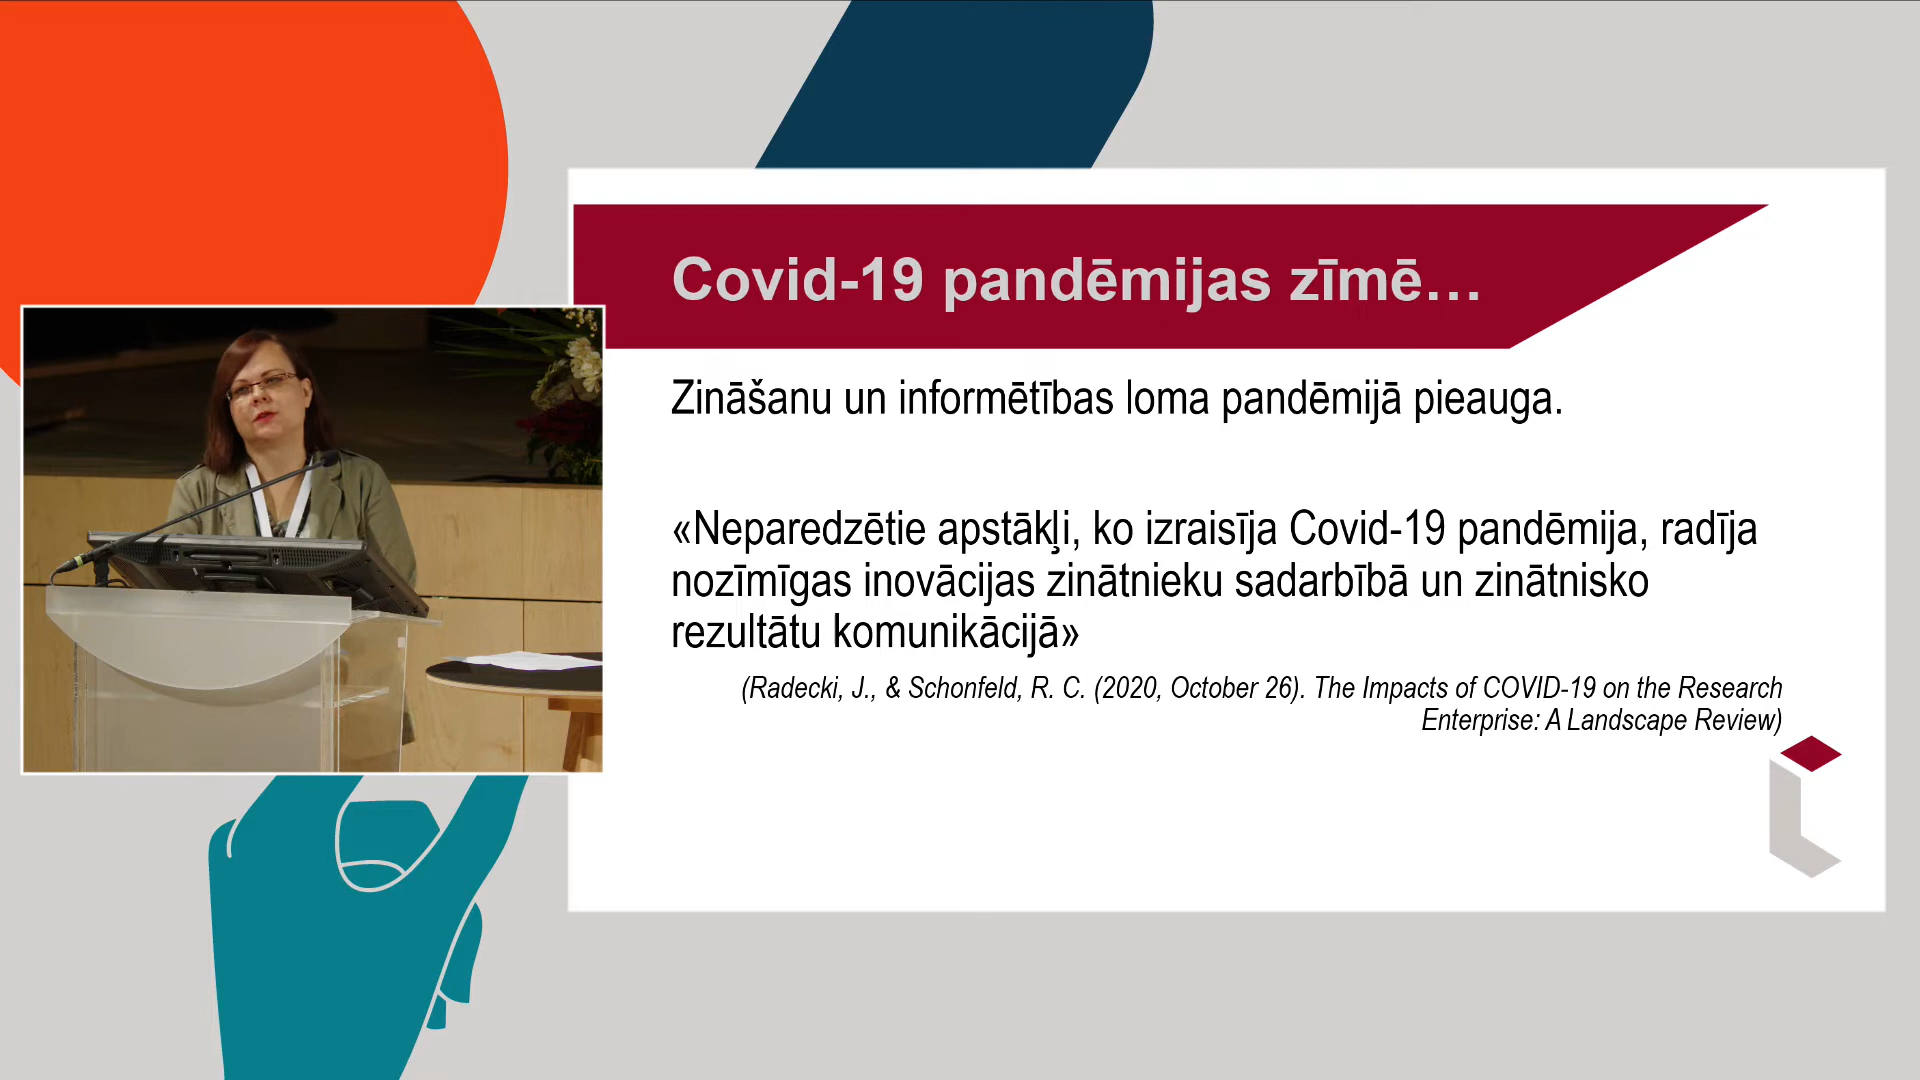 Covid-19 pandēmijas zīmē…
Zināšanu un informētības loma pandēmijā pieauga.
«Neparedzētie apstākļi, ko izraisīja Covid-19 pandēmija, radīja
nozīmīgas inovācijas zinātnieku sadarbībā un zinātnisko
rezultātu komunikācijā»
(Radecki, J., & Schonfeld, R. C. (2020, October 26). The Impacts of COVID-19 on the Research
Enterprise: A Landscape Review)